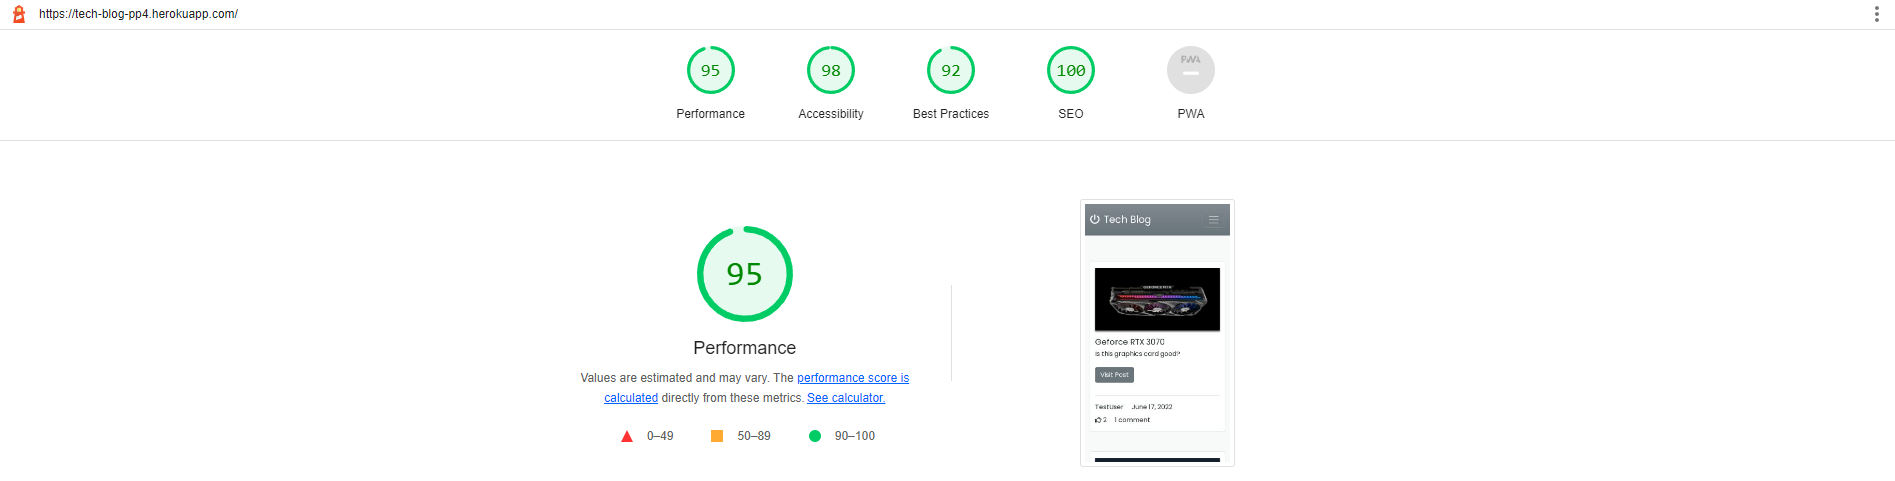 https://tech-blog-pp4.herokuapp.com/
95
98
92
100
PWA
Performance
Accessibility
Best Practices
SEO
PWA
95
Performance
Values are estimated and may vary. The performance score is
calculated directly from these metrics. See calculator.
0–49
50–89
90–100
Tech Blog
GEFORCE RTX
Geforce RTX 3070
Is this graphics card good?
Visit Post
TestUser June 17, 2022
2 1 comment